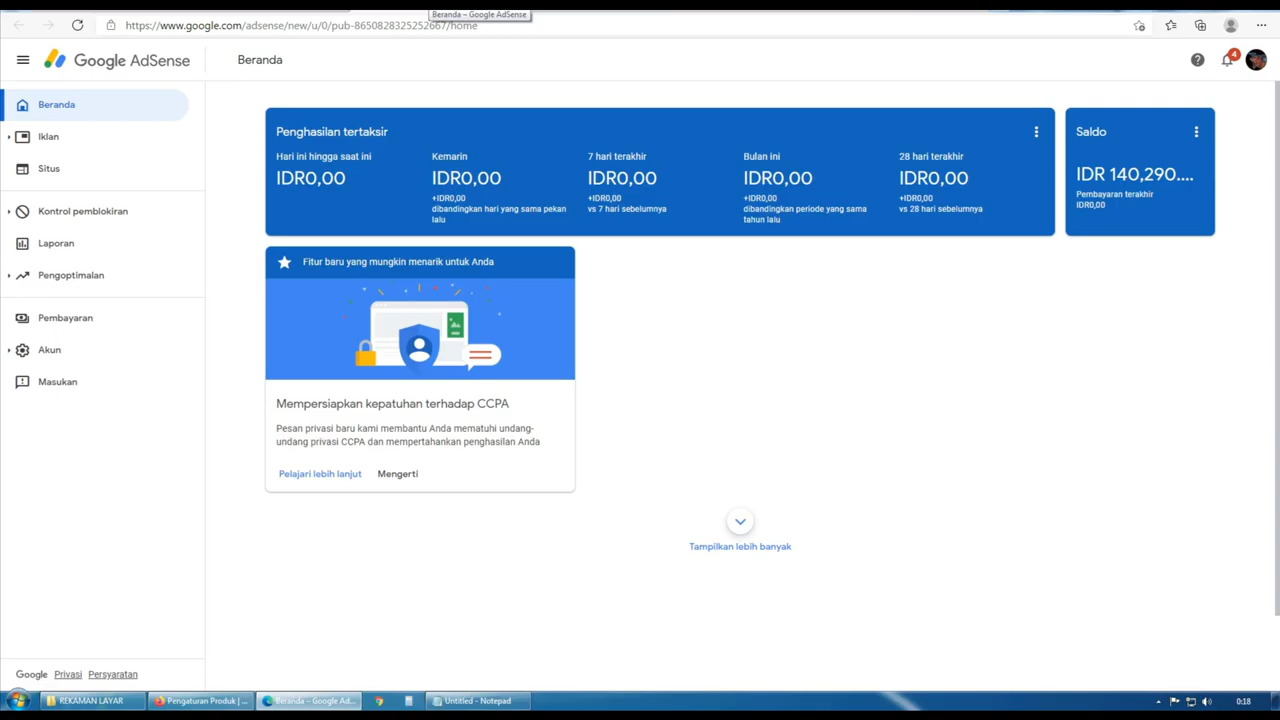 Beranda – Google AdSense
https://www.google.com/adsense/new/u/0/pub-8650828325252667/home
Google AdSense
Beranda
4
Beranda
Iklan
Situs
Kontrol pemblokiran
Laporan
Pengoptimalan
Pembayaran
Akun
Masukan
Penghasilan tertaksir
Hari ini hingga saat ini
IDR0,00
Kemarin
IDR0,00
+IDR0,00
dibandingkan hari yang sama pekan
lalu
7 hari terakhir
IDR0,00
+IDR0,00
vs 7 hari sebelumnya
Bulan ini
IDR0,00
+IDR0,00
dibandingkan periode yang sama
tahun lalu
28 hari terakhir
IDR0,00
+IDR0,00
vs 28 hari sebelumnya
Saldo
IDR 140,290....
Pembayaran terakhir
IDR0,00
Fitur baru yang mungkin menarik untuk Anda
Mempersiapkan kepatuhan terhadap CCPA
Pesan privasi baru kami membantu Anda mematuhi undang-
undang privasi CCPA dan mempertahankan penghasilan Anda
Pelajari lebih lanjut Mengerti
Tampilkan lebih banyak
Google Privasi Persyaratan
REKAMAN LAYAR
Pengaturan Produk | ...
Beranda – Google Ad...
Untitled - Notepad
0:18